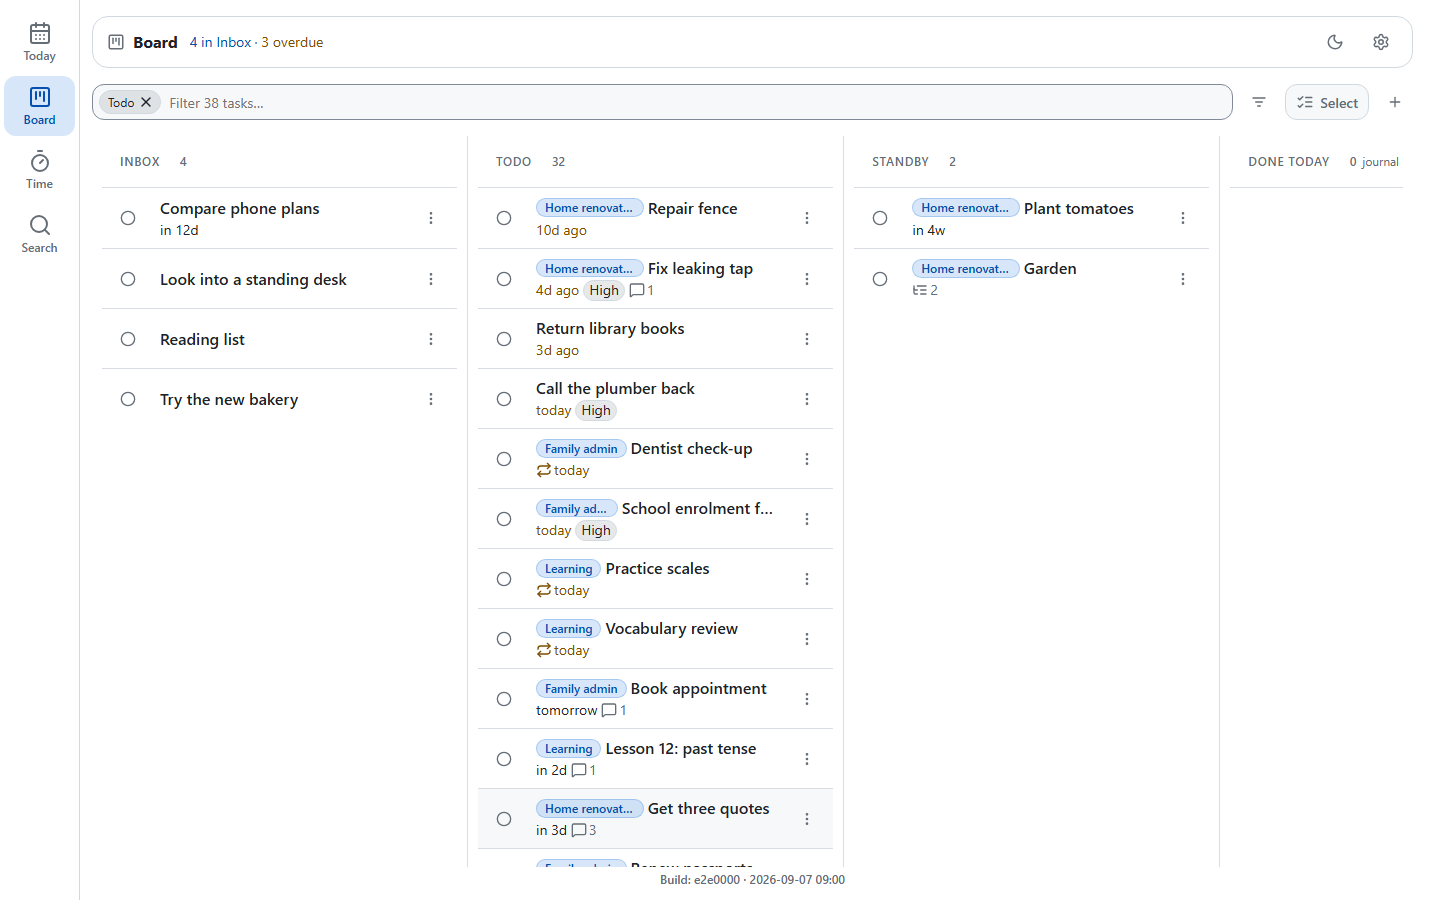 Today
Board
Time
Search
Board 4 in Inbox · 3 overdue
Todo Filter 38 tasks...
Select
INBOX 4
Compare phone plans
in 12d
Look into a standing desk
Reading list
Try the new bakery
TODO 32
Home renovat... Repair fence
10d ago
Home renovat... Fix leaking tap
4d ago High 1
Return library books
3d ago
Call the plumber back
today High
Family admin Dentist check-up
today
Family ad... School enrolment f...
today High
Learning Practice scales
today
Learning Vocabulary review
today
Family admin Book appointment
tomorrow 1
Learning Lesson 12: past tense
in 2d 1
Home renovat... Get three quotes
in 3d 3
STANDBY 2
Home renovat... Plant tomatoes
in 4w
Home renovat... Garden
2
DONE TODAY 0 journal
Build: e2e0000 · 2026-09-07 09:00